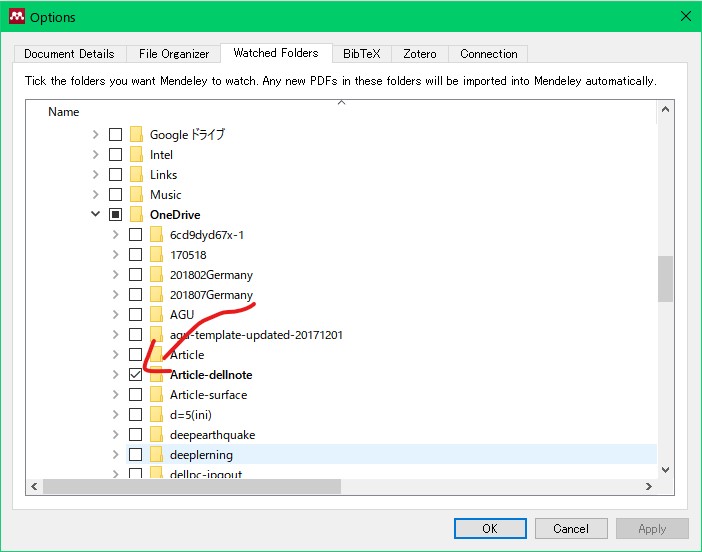 Options
Document Details File Organizer Watched Folders BibTeX Zotero Connection
Tick the folders you want Mendeley to watch. Any new PDFs in these folders will be imported into Mendeley automatically.
Name
Google ドライブ
Intel
Links
Music
OneDrive
6cd9dyd67x-1
170518
201802Germany
201807Germany
AGU
agu-template-updated-20171201
Article
Article-dellnote
Article-surface
d=5(ini)
deepearthquake
deeplerning
dellpc-jpgout
OK Cancel Apply